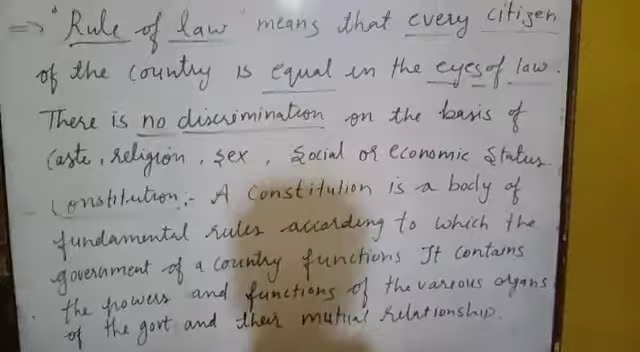 ⇒ "Rule of law" means that every citizen
of the country is equal in the eyes of law.
There is no discrimination on the basis of
Caste, religion, sex, Social or economic status
Constitution:- A Constitution is a body of
fundamental rules according to which the
government of a country functions It contains
the powers and functions of the various organs
of the govt and their mutual relationship.